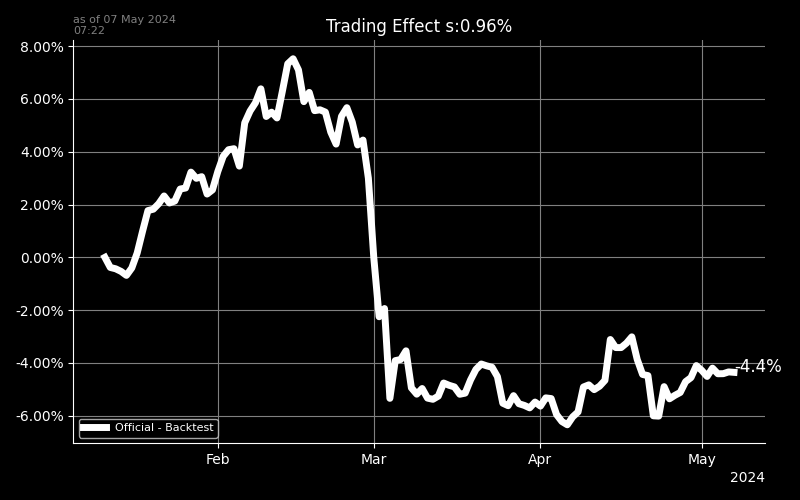 as of 07 May 2024
07:22
Trading Effect s:0.96%
8.00%
6.00%
4.00%
2.00%
0.00%
-2.00%
-4.00%
-6.00%
-4.4%
Official - Backtest
Feb
Mar
Apr
May
2024